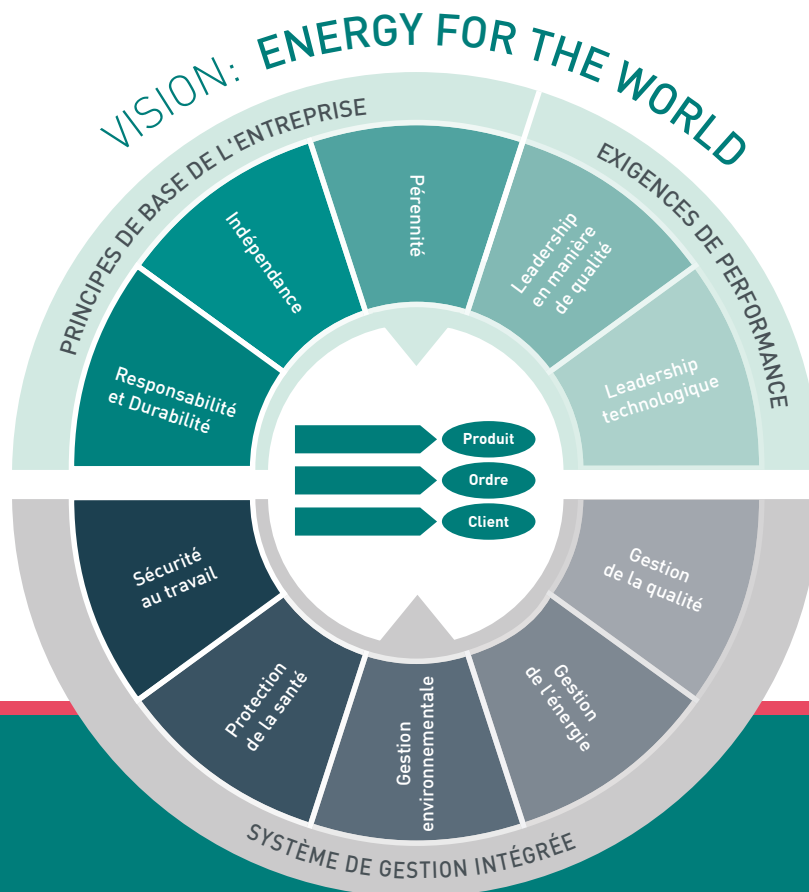 VISION: ENERGY FOR THE WORLD
PRINCIPES DE BASE DE L'ENTREPRISE
EXIGENCES DE PERFORMANCE
Responsabilité
et Durabilité
Indépendance
Pérennité
Leadership
en manière
de qualité
Leadership
technologique
Produit
Ordre
Client
Sécurité
au travail
Protection
de la santé
Gestion
environnementale
Gestion
de l'énergie
Gestion
de la qualité
SYSTÈME DE GESTION INTÉGRÉE